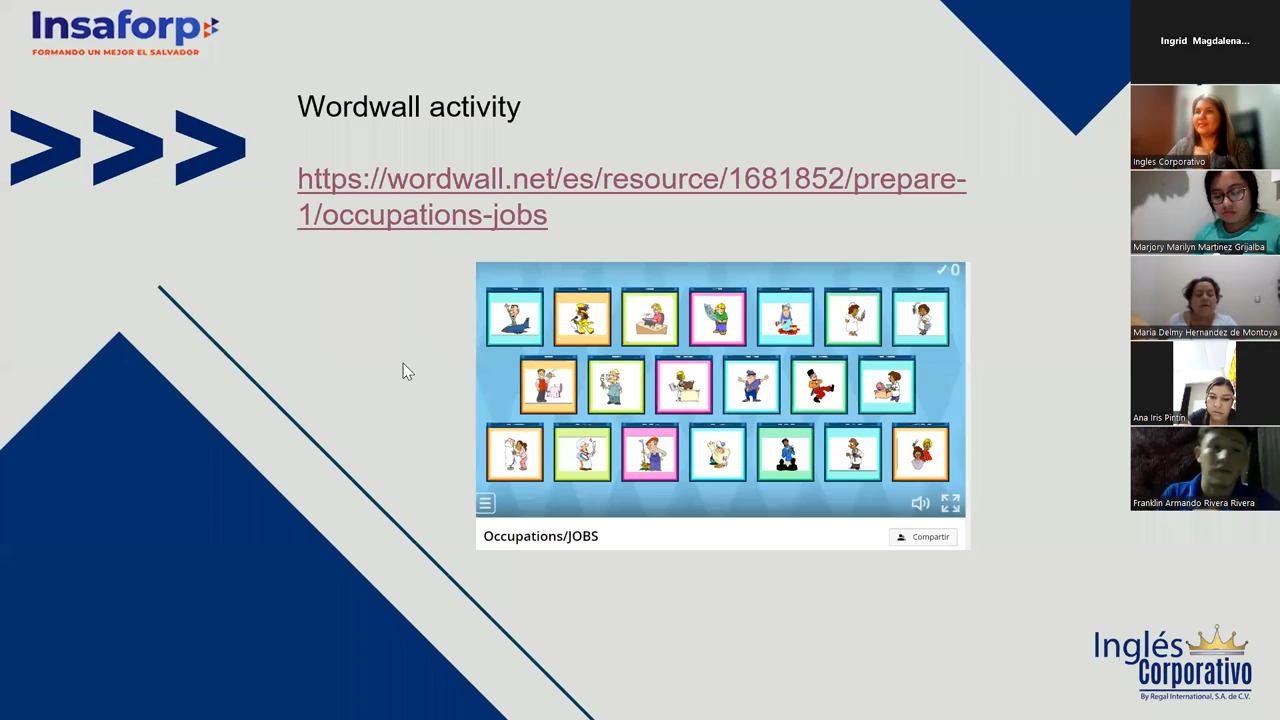 Insaforp
FORMANDO UN MEJOR EL SALVADOR
Wordwall activity
https://wordwall.net/es/resource/1681852/prepare-
1/occupations-jobs
✓ 0
Occupations/JOBS
Compartir
Ingrid Magdalena...
Ingles Corporativo
Marjory Marilyn Martinez Grijalba
Maria Delmy Hernandez de Montoya
Ana Iris Pintin
Franklin Armando Rivera Rivera
Inglés
Corporativo
By Regal International, S.A. de C.V.